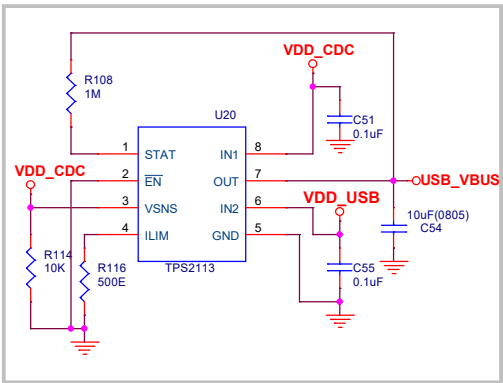 VDD_CDC
R108
1M
C51
0.1uF
U20
1 STAT IN1 8
VDD_CDC
2 EN OUT 7
USB_VBUS
3 VSNS IN2 6
VDD_USB
4 ILIM GND 5
10uF(0805)
C54
R114
10K
R116
500E
TPS2113
C55
0.1uF